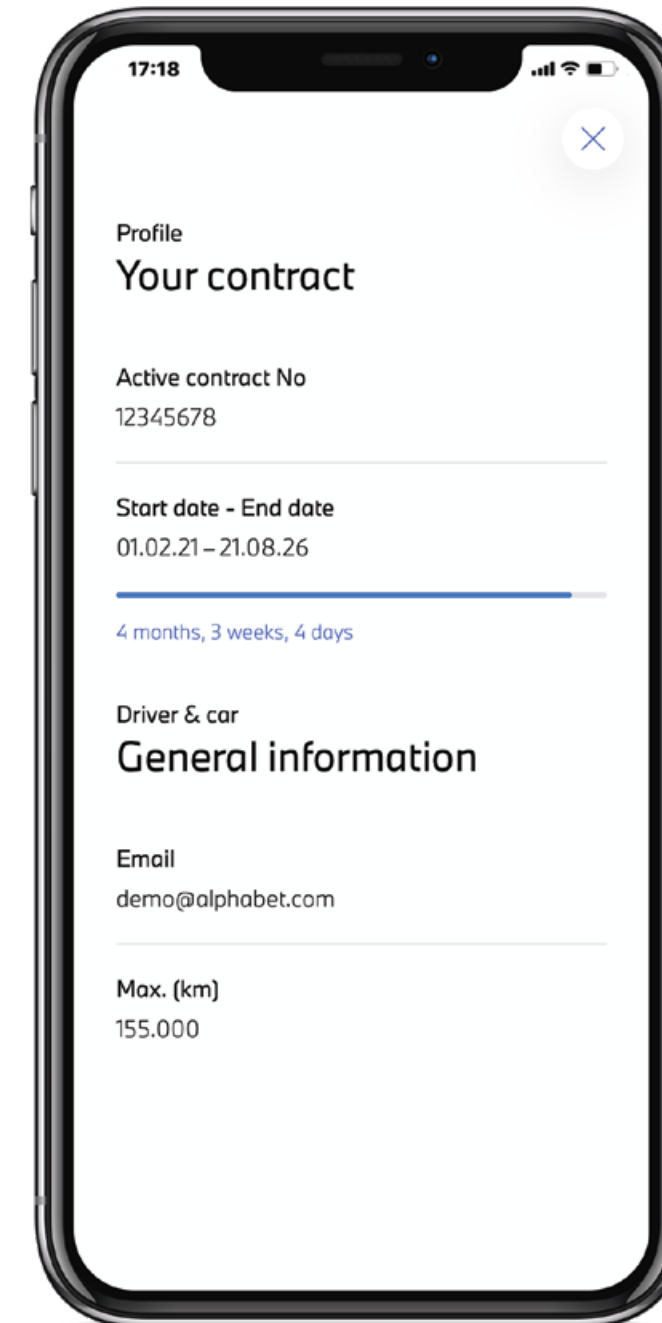 17:18
Profile
Your contract
Active contract No
12345678
Start date - End date
01.02.21 – 21.08.26
4 months, 3 weeks, 4 days
Driver & car
General information
Email
demo@alphabet.com
Max. (km)
155.000